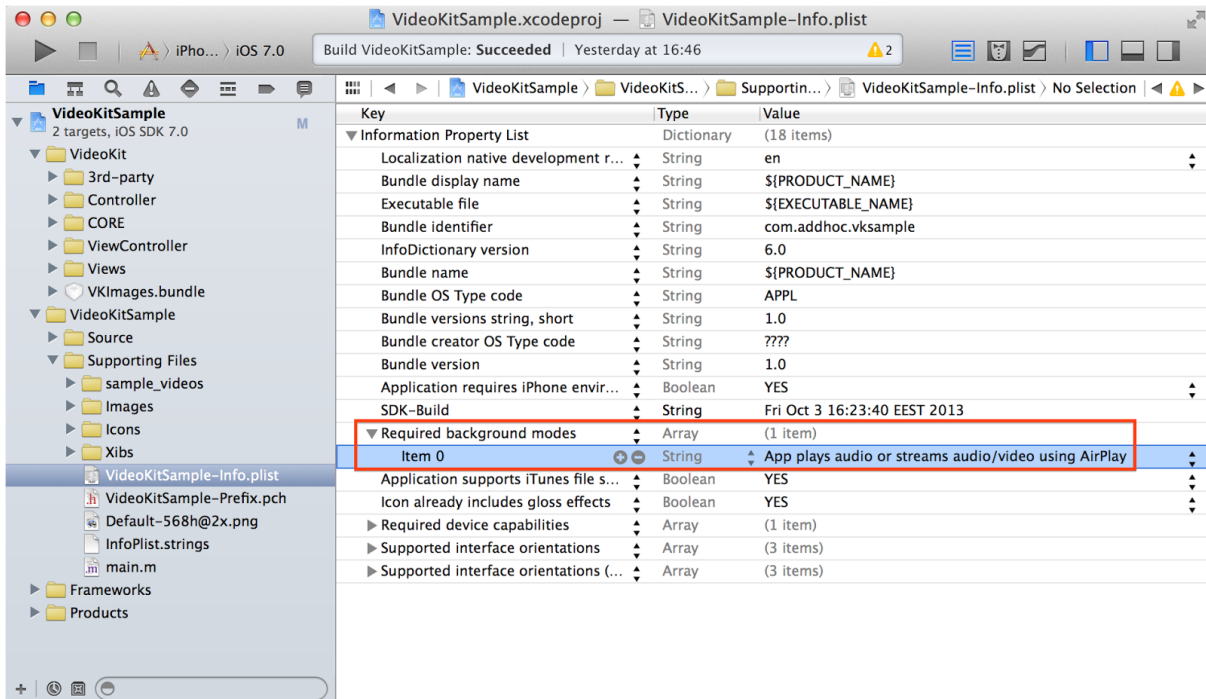 VideoKitSample.xcodeproj — VideoKitSample-Info.plist
iPho... 〉 iOS 7.0
Build VideoKitSample: Succeeded | Yesterday at 16:46
2
VideoKitSample 〉 VideoKitS... 〉 Supportin... 〉 VideoKitSample-Info.plist 〉 No Selection
VideoKitSample
2 targets, iOS SDK 7.0
M
VideoKit
3rd-party
Controller
CORE
ViewController
Views
VKImages.bundle
VideoKitSample
Source
Supporting Files
sample_videos
Images
Icons
Xibs
VideoKitSample-Info.plist
VideoKitSample-Prefix.pch
Default-568h@2x.png
InfoPlist.strings
main.m
Frameworks
Products
Key Type Value
Information Property List Dictionary (18 items)
Localization native development r... String en
Bundle display name String ${PRODUCT_NAME}
Executable file String ${EXECUTABLE_NAME}
Bundle identifier String com.addhoc.vksample
InfoDictionary version String 6.0
Bundle name String ${PRODUCT_NAME}
Bundle OS Type code String APPL
Bundle versions string, short String 1.0
Bundle creator OS Type code String ????
Bundle version String 1.0
Application requires iPhone envir... Boolean YES
SDK-Build String Fri Oct 3 16:23:40 EEST 2013
Required background modes Array (1 item)
Item 0 String App plays audio or streams audio/video using AirPlay
Application supports iTunes file s... Boolean YES
Icon already includes gloss effects Boolean YES
Required device capabilities Array (1 item)
Supported interface orientations Array (3 items)
Supported interface orientations (... Array (3 items)